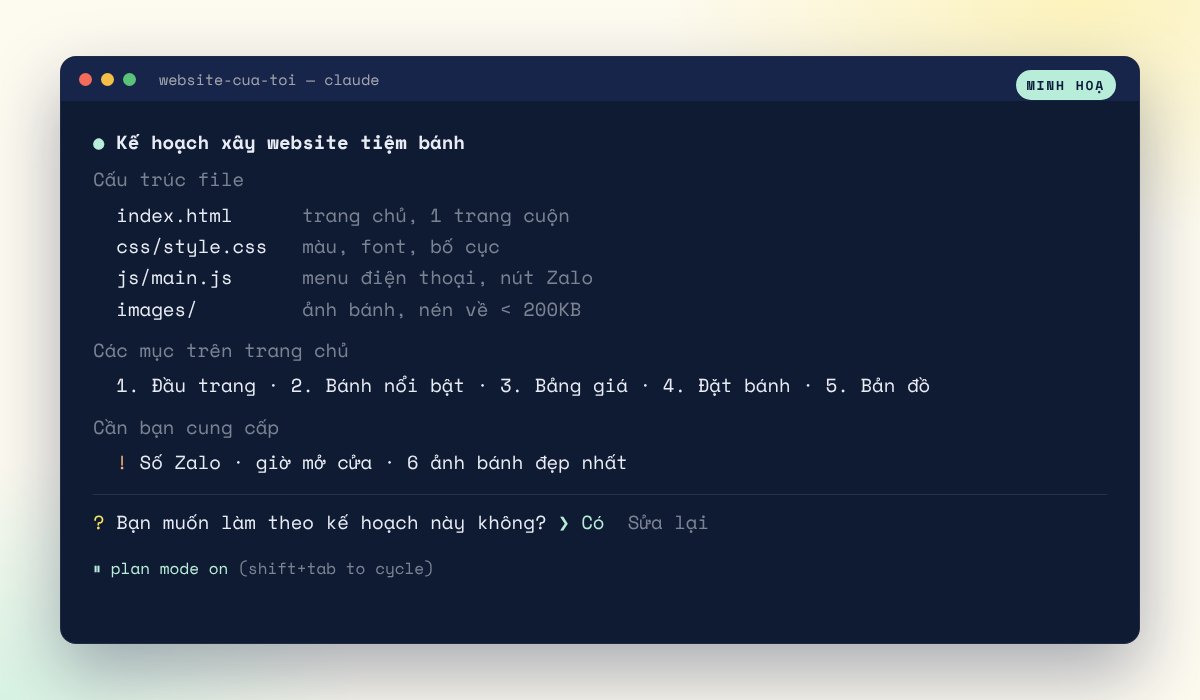 website-cua-toi — claude
MINH HOẠ
● Kế hoạch xây website tiệm bánh
Cấu trúc file
index.html trang chủ, 1 trang cuộn
css/style.css màu, font, bố cục
js/main.js menu điện thoại, nút Zalo
images/ ảnh bánh, nén về < 200KB
Các mục trên trang chủ
1. Đầu trang · 2. Bánh nổi bật · 3. Bảng giá · 4. Đặt bánh · 5. Bản đồ
Cần bạn cung cấp
! Số Zalo · giờ mở cửa · 6 ảnh bánh đẹp nhất
? Bạn muốn làm theo kế hoạch này không? ❯ Có Sửa lại
⏸ plan mode on (shift+tab to cycle)